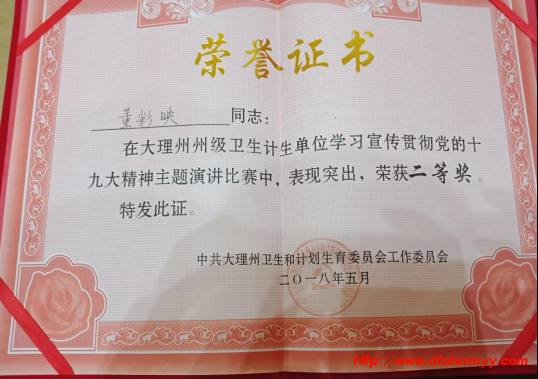 荣誉证书
董彩映 同志：
在大理州州级卫生计生单位学习宣传贯彻党的十
九大精神主题演讲比赛中，表现突出，荣获二等奖。
特发此证。
中共大理州卫生和计划生育委员会工作委员会
二〇一八年五月